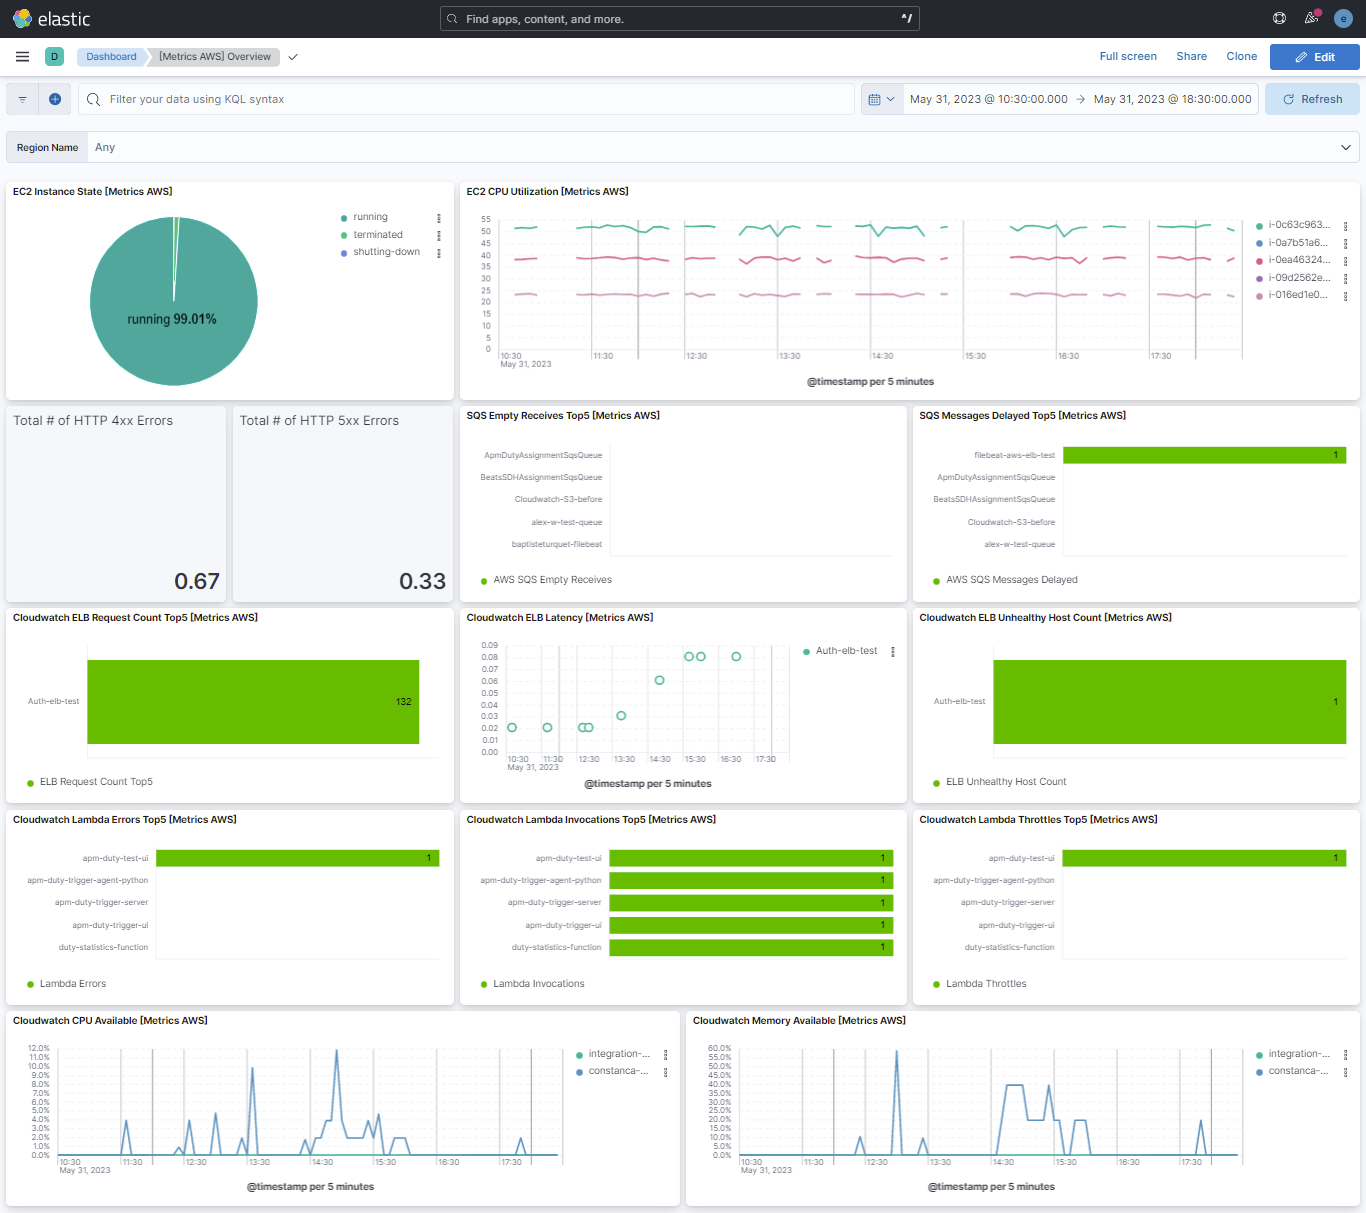 elastic
Find apps, content, and more.
^/
e
D
Dashboard
[Metrics AWS] Overview
Full screen
Share
Clone
Edit
Filter your data using KQL syntax
May 31, 2023 @ 10:30:00.000 → May 31, 2023 @ 18:30:00.000
Refresh
Region Name
Any
EC2 Instance State [Metrics AWS]
running
terminated
shutting-down
running 99.01%
EC2 CPU Utilization [Metrics AWS]
55
50
45
40
35
30
25
20
15
10
5
0
10:30
11:30
12:30
13:30
14:30
15:30
16:30
17:30
May 31, 2023
@timestamp per 5 minutes
i-0c63c963...
i-0a7b51a6...
i-0ea46324...
i-09d2562e...
i-016ed1e0...
Total # of HTTP 4xx Errors
0.67
Total # of HTTP 5xx Errors
0.33
SQS Empty Receives Top5 [Metrics AWS]
ApmDutyAssignmentSqsQueue
BeatsSDHAssignmentSqsQueue
Cloudwatch-S3-before
alex-w-test-queue
baptisteturquet-filebeat
AWS SQS Empty Receives
SQS Messages Delayed Top5 [Metrics AWS]
filebeat-aws-elb-test
1
ApmDutyAssignmentSqsQueue
BeatsSDHAssignmentSqsQueue
Cloudwatch-S3-before
alex-w-test-queue
AWS SQS Messages Delayed
Cloudwatch ELB Request Count Top5 [Metrics AWS]
Auth-elb-test
132
ELB Request Count Top5
Cloudwatch ELB Latency [Metrics AWS]
0.09
0.08
0.07
0.06
0.05
0.04
0.03
0.02
0.01
0.00
10:30
11:30
12:30
13:30
14:30
15:30
16:30
17:30
May 31, 2023
@timestamp per 5 minutes
Auth-elb-test
Cloudwatch ELB Unhealthy Host Count [Metrics AWS]
Auth-elb-test
1
ELB Unhealthy Host Count
Cloudwatch Lambda Errors Top5 [Metrics AWS]
apm-duty-test-ui
1
apm-duty-trigger-agent-python
apm-duty-trigger-server
apm-duty-trigger-ui
duty-statistics-function
Lambda Errors
Cloudwatch Lambda Invocations Top5 [Metrics AWS]
apm-duty-test-ui
1
apm-duty-trigger-agent-python
1
apm-duty-trigger-server
1
apm-duty-trigger-ui
1
duty-statistics-function
1
Lambda Invocations
Cloudwatch Lambda Throttles Top5 [Metrics AWS]
apm-duty-test-ui
1
apm-duty-trigger-agent-python
apm-duty-trigger-server
apm-duty-trigger-ui
duty-statistics-function
Lambda Throttles
Cloudwatch CPU Available [Metrics AWS]
12.0%
11.0%
10.0%
9.0%
8.0%
7.0%
6.0%
5.0%
4.0%
3.0%
2.0%
1.0%
0.0%
10:30
11:30
12:30
13:30
14:30
15:30
16:30
17:30
May 31, 2023
@timestamp per 5 minutes
integration-...
constanca-...
Cloudwatch Memory Available [Metrics AWS]
60.0%
55.0%
50.0%
45.0%
40.0%
35.0%
30.0%
25.0%
20.0%
15.0%
10.0%
5.0%
0.0%
10:30
11:30
12:30
13:30
14:30
15:30
16:30
17:30
May 31, 2023
@timestamp per 5 minutes
integration-...
constanca-...